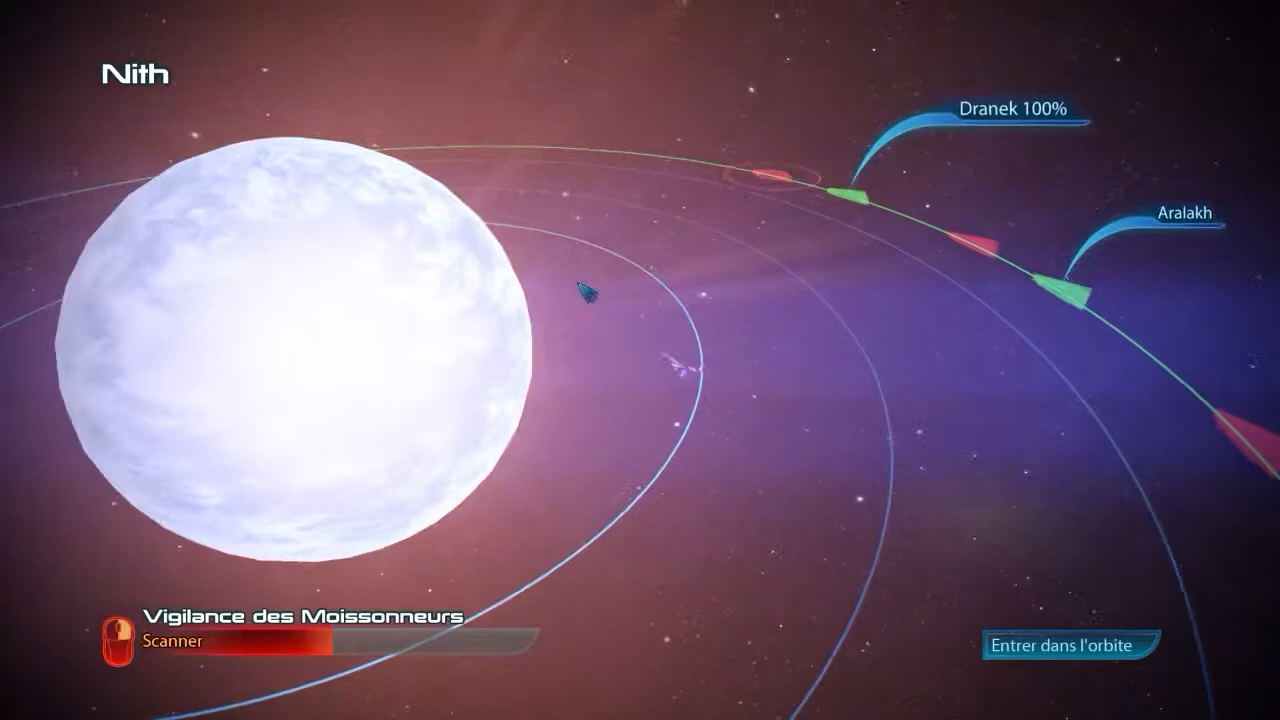 Nith
Dranek 100%
Aralakh
Vigilance des Moissonneurs
Scanner
Entrer dans l'orbite